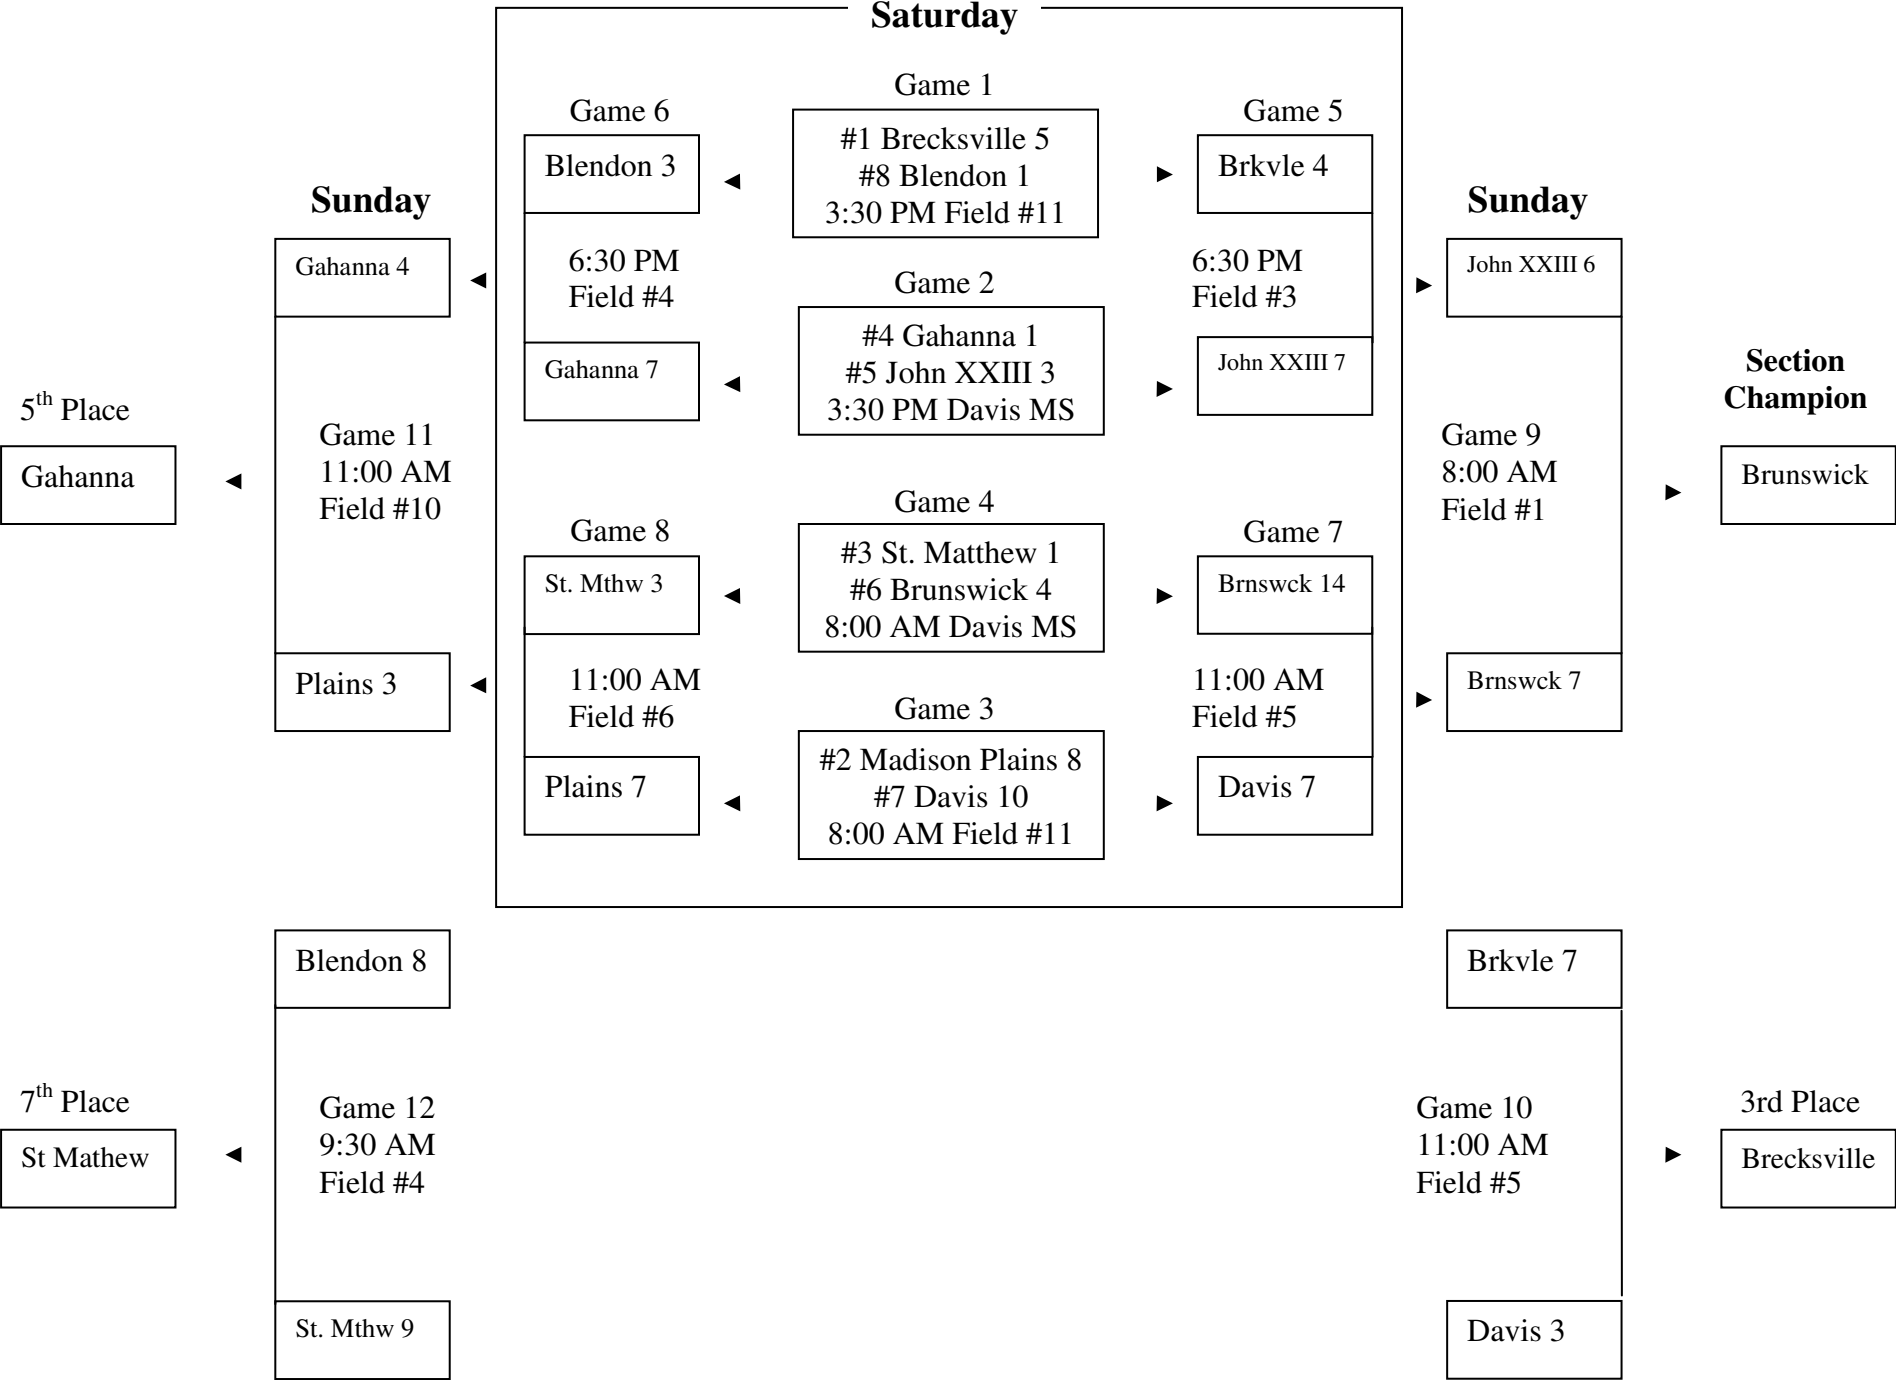 Saturday
Game 1
Game 6
Game 5
#1 Brecksville 5
#8 Blendon 1
3:30 PM Field #11
Blendon 3
Brkvle 4
Sunday
Sunday
Gahanna 4
6:30 PM
Field #4
Game 2
6:30 PM
Field #3
John XXIII 6
#4 Gahanna 1
#5 John XXIII 3
3:30 PM Davis MS
Gahanna 7
John XXIII 7
Section
Champion
5th Place
Gahanna
Game 11
11:00 AM
Field #10
Game 9
8:00 AM
Field #1
Brunswick
Game 4
Game 8
Game 7
#3 St. Matthew 1
#6 Brunswick 4
8:00 AM Davis MS
St. Mthw 3
Brnswck 14
Plains 3
11:00 AM
Field #6
Game 3
11:00 AM
Field #5
Brnswck 7
#2 Madison Plains 8
#7 Davis 10
8:00 AM Field #11
Plains 7
Davis 7
Blendon 8
Brkvle 7
7th Place
St Mathew
Game 12
9:30 AM
Field #4
Game 10
11:00 AM
Field #5
3rd Place
Brecksville
St. Mthw 9
Davis 3